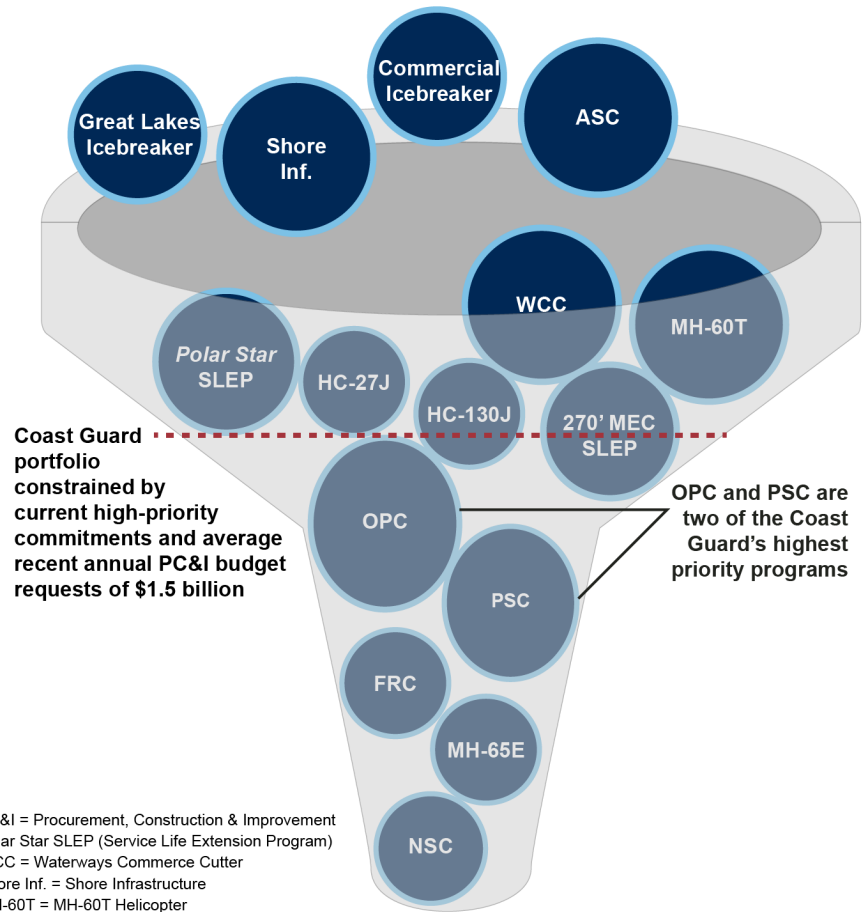 Commercial
Icebreaker
Great Lakes
Icebreaker
Shore
Inf.
ASC
WCC
MH-60T
Polar Star
SLEP
HC-27J
HC-130J
270’ MEC
SLEP
Coast Guard
portfolio
constrained by
current high-priority
commitments and average
recent annual PC&I budget
requests of $1.5 billion
OPC
OPC and PSC are
two of the Coast
Guard’s highest
priority programs
PSC
FRC
MH-65E
NSC
&I = Procurement, Construction & Improvement
ar Star SLEP (Service Life Extension Program)
CC = Waterways Commerce Cutter
ore Inf. = Shore Infrastructure
-60T = MH-60T Helicopter